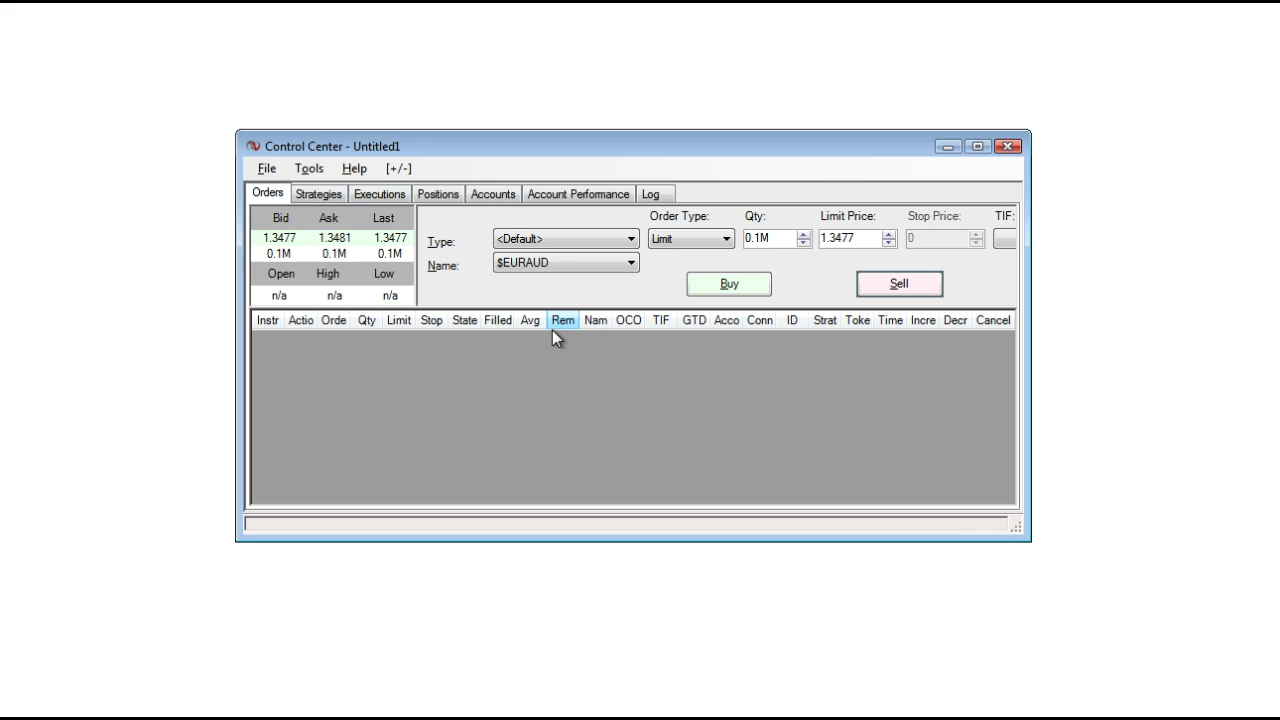 Control Center - Untitled1
File Tools Help [+/-]
Orders Strategies Executions Positions Accounts Account Performance Log
Bid Ask Last
1.3477 1.3481 1.3477
0.1M 0.1M 0.1M
Open High Low
n/a n/a n/a
Order Type: Qty: Limit Price: Stop Price: TIF:
Type: <Default> Limit 0.1M 1.3477 0
Name: $EURAUD
Buy Sell
Instr Actio Orde Qty Limit Stop State Filled Avg Rem Nam OCO TIF GTD Acco Conn ID Strat Toke Time Incre Decr Cancel